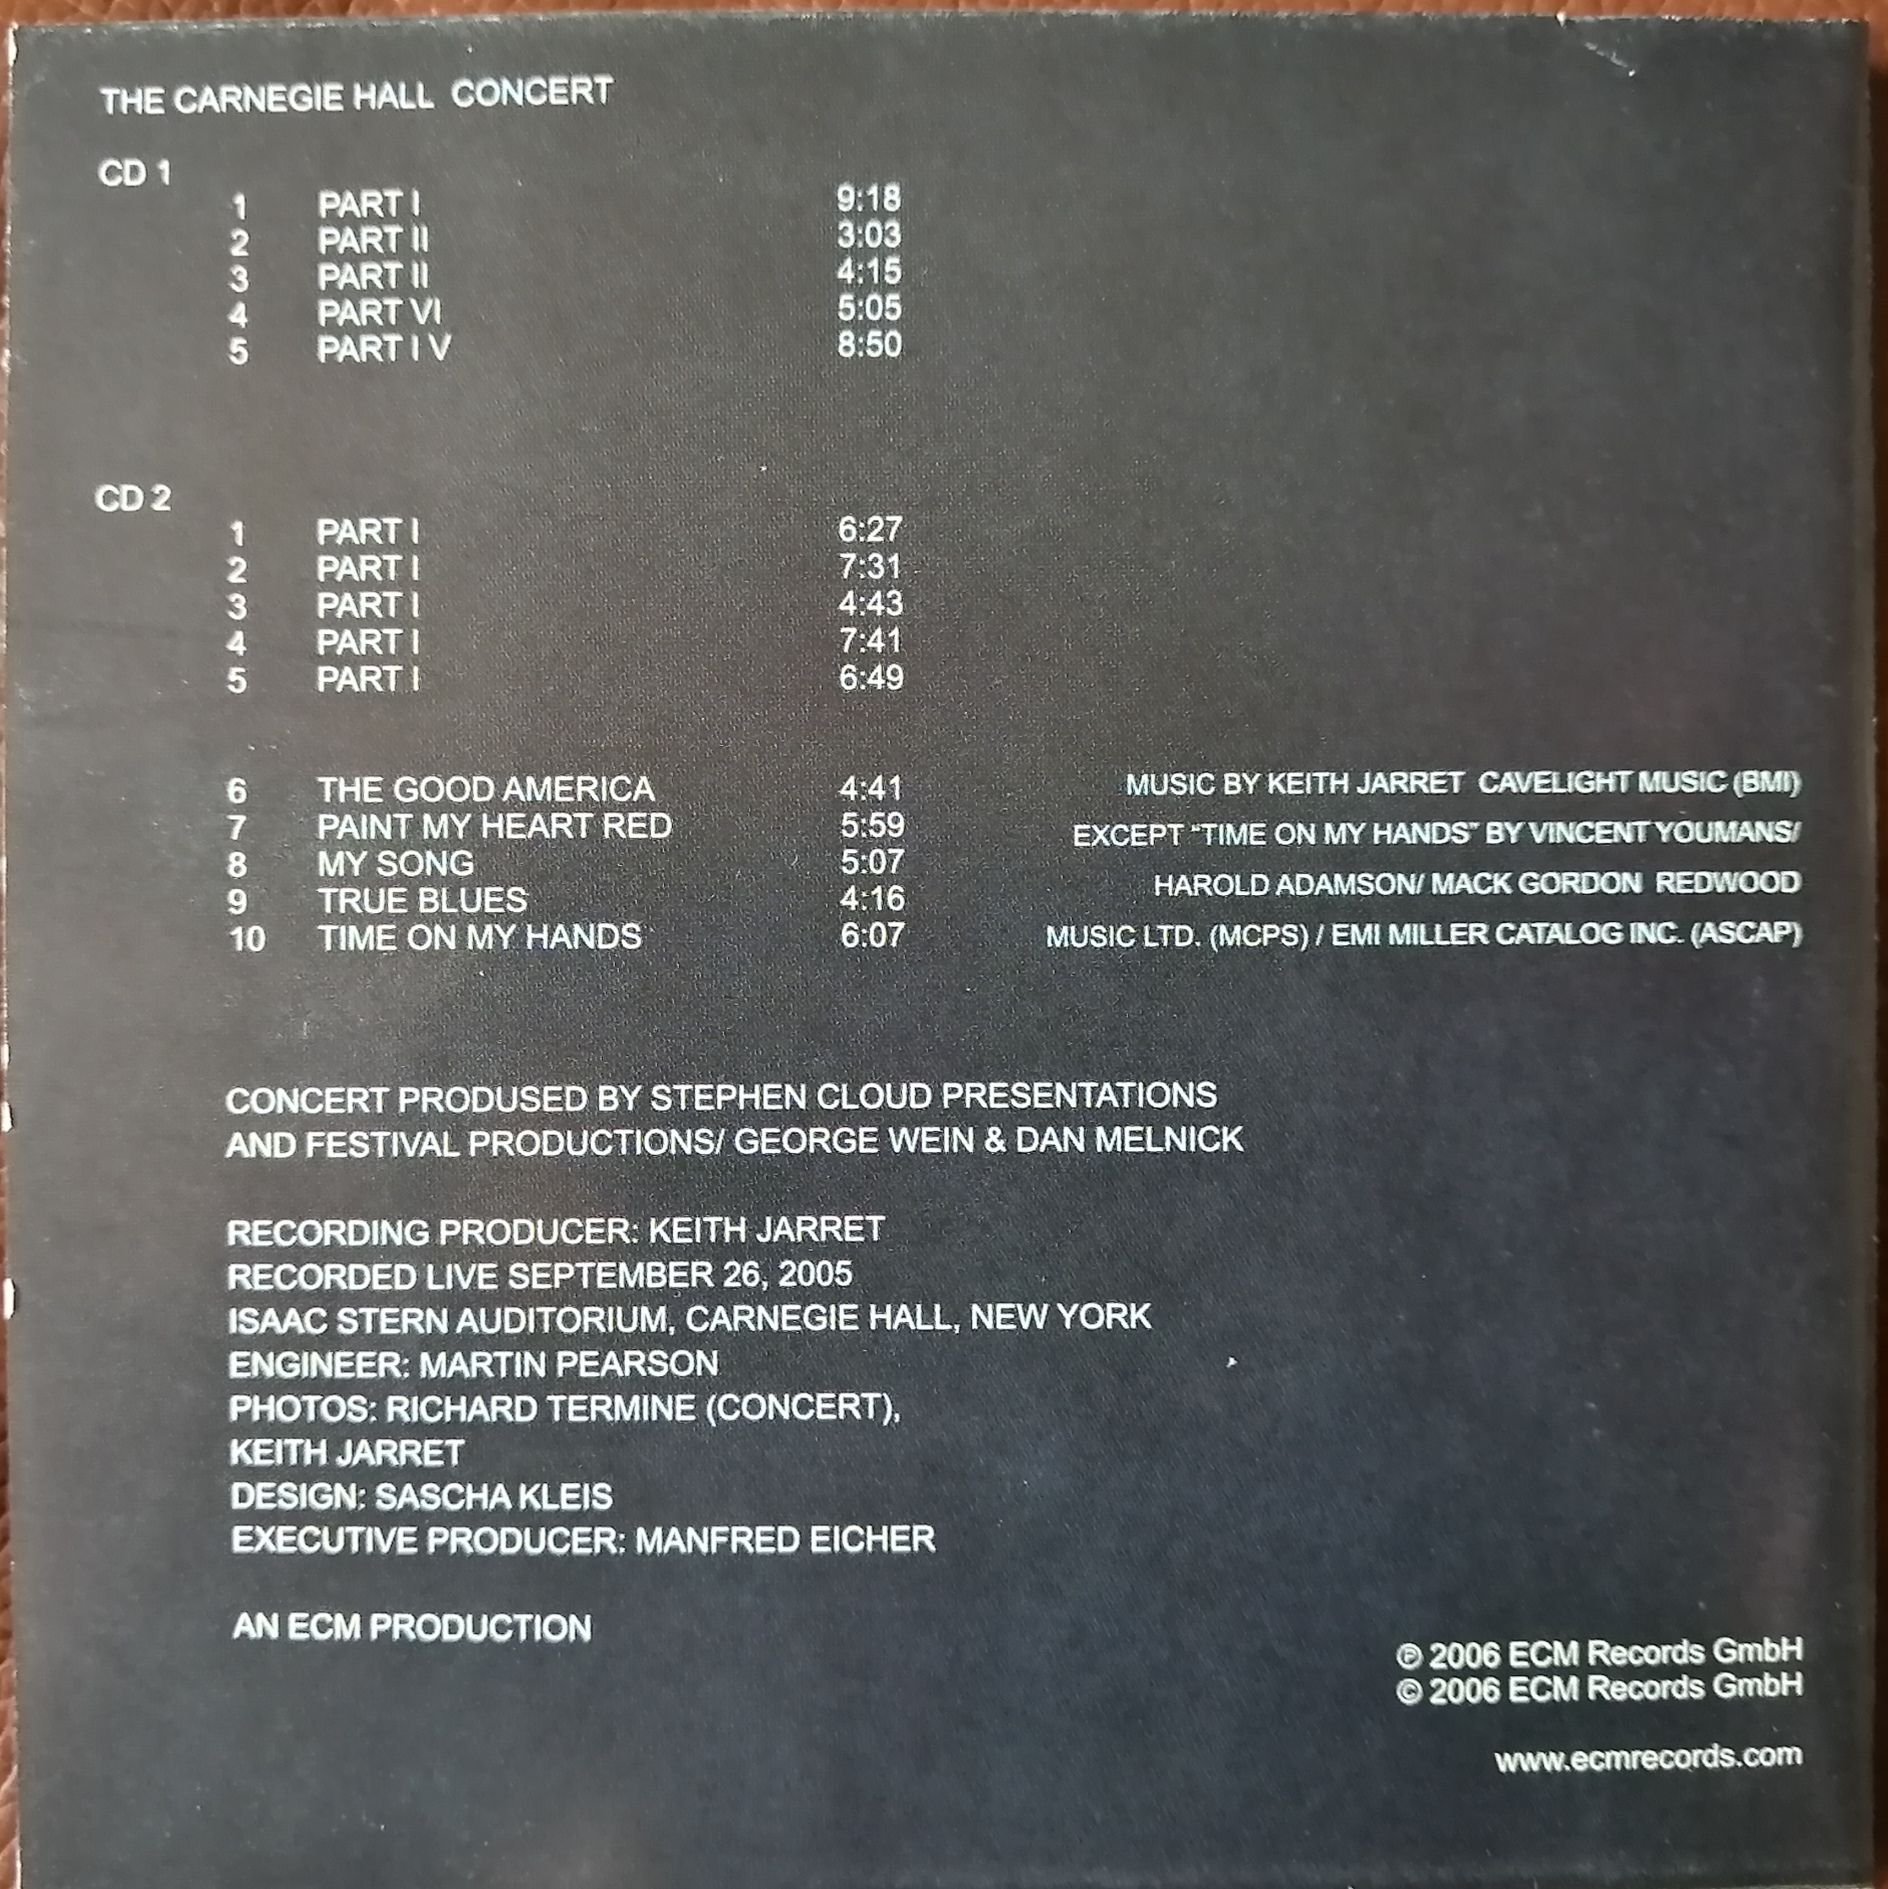 THE CARNEGIE HALL CONCERT
CD 1
1 PART I 9:18
2 PART II 3:03
3 PART II 4:15
4 PART VI 5:05
5 PART I V 8:50
CD 2
1 PART I 6:27
2 PART I 7:31
3 PART I 4:43
4 PART I 7:41
5 PART I 6:49
6 THE GOOD AMERICA 4:41
7 PAINT MY HEART RED 5:59
8 MY SONG 5:07
9 TRUE BLUES 4:16
10 TIME ON MY HANDS 6:07
MUSIC BY KEITH JARRET CAVELIGHT MUSIC (BMI)
EXCEPT “TIME ON MY HANDS” BY VINCENT YOUMANS/
HAROLD ADAMSON/ MACK GORDON REDWOOD
MUSIC LTD. (MCPS) / EMI MILLER CATALOG INC. (ASCAP)
CONCERT PRODUSED BY STEPHEN CLOUD PRESENTATIONS
AND FESTIVAL PRODUCTIONS/ GEORGE WEIN & DAN MELNICK
RECORDING PRODUCER: KEITH JARRET
RECORDED LIVE SEPTEMBER 26, 2005
ISAAC STERN AUDITORIUM, CARNEGIE HALL, NEW YORK
ENGINEER: MARTIN PEARSON
PHOTOS: RICHARD TERMINE (CONCERT),
KEITH JARRET
DESIGN: SASCHA KLEIS
EXECUTIVE PRODUCER: MANFRED EICHER
AN ECM PRODUCTION
℗ 2006 ECM Records GmbH
© 2006 ECM Records GmbH
www.ecmrecords.com